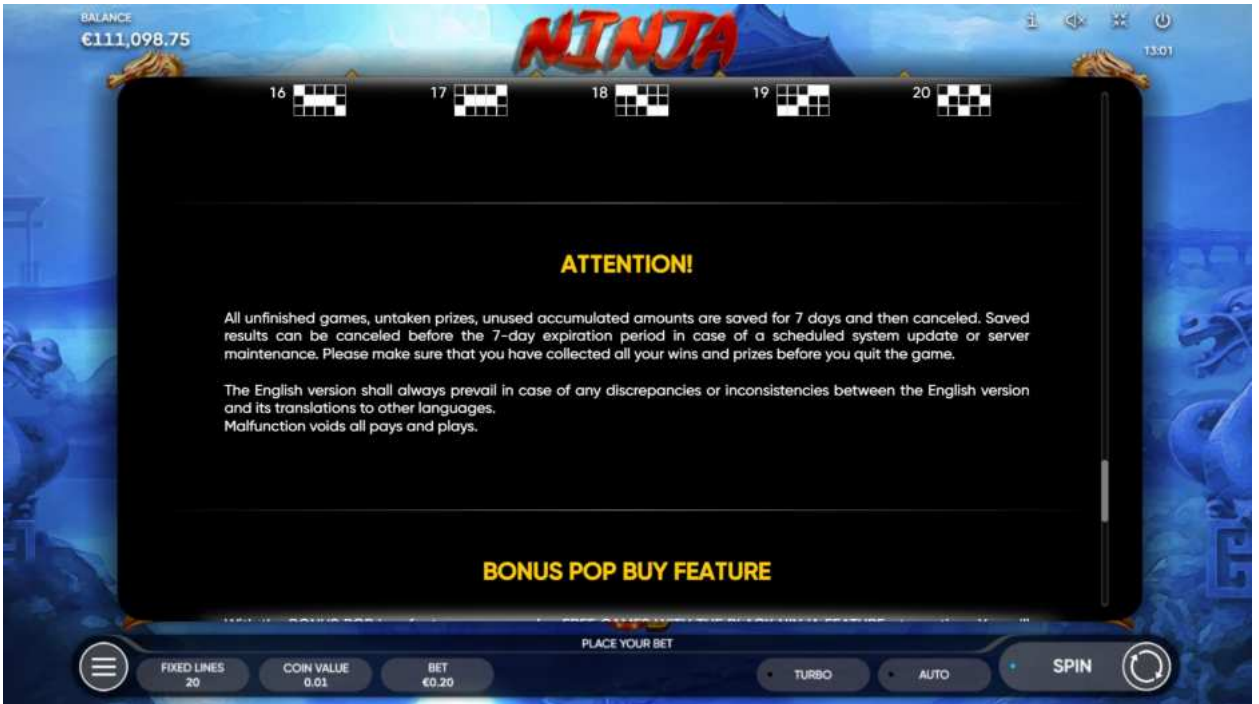 BALANCE
€111,098.75
NINJA
13:01
16 17 18 19 20
ATTENTION!
All unfinished games, untaken prizes, unused accumulated amounts are saved for 7 days and then canceled. Saved
results can be canceled before the 7-day expiration period in case of a scheduled system update or server
maintenance. Please make sure that you have collected all your wins and prizes before you quit the game.
The English version shall always prevail in case of any discrepancies or inconsistencies between the English version
and its translations to other languages.
Malfunction voids all pays and plays.
BONUS POP BUY FEATURE
PLACE YOUR BET
FIXED LINES
20
COIN VALUE
0.01
BET
€0.20
TURBO
AUTO
SPIN